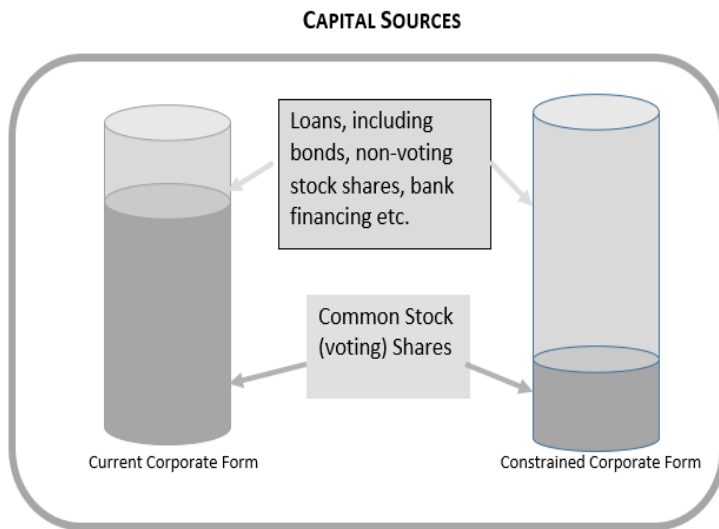 CAPITAL SOURCES
Loans, including
bonds, non-voting
stock shares, bank
financing etc.
Common Stock
(voting) Shares
Current Corporate Form
Constrained Corporate Form